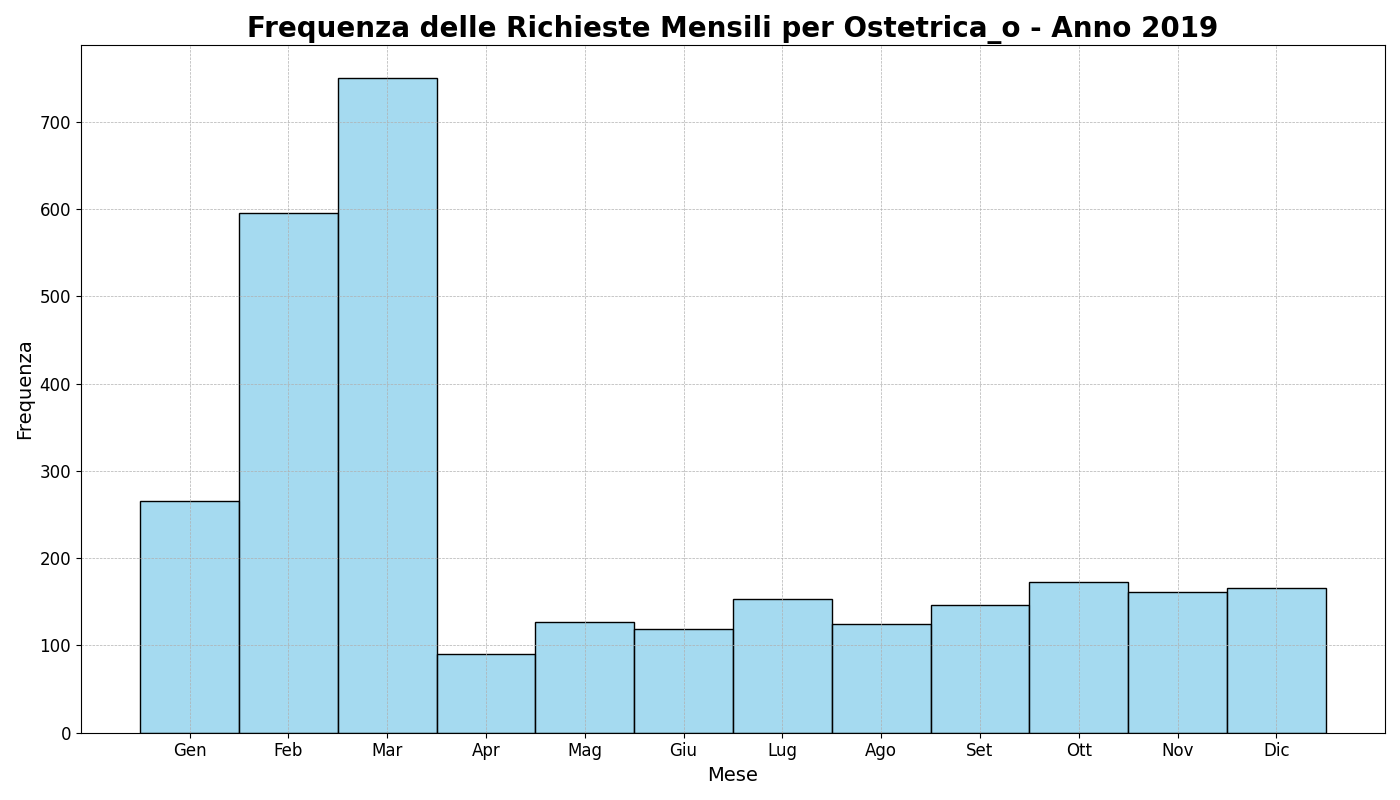 Frequenza delle Richieste Mensili per Ostetrica_o - Anno 2019
Frequenza
700
600
500
400
300
200
100
0
Gen Feb Mar Apr Mag Giu Lug Ago Set Ott Nov Dic
Mese